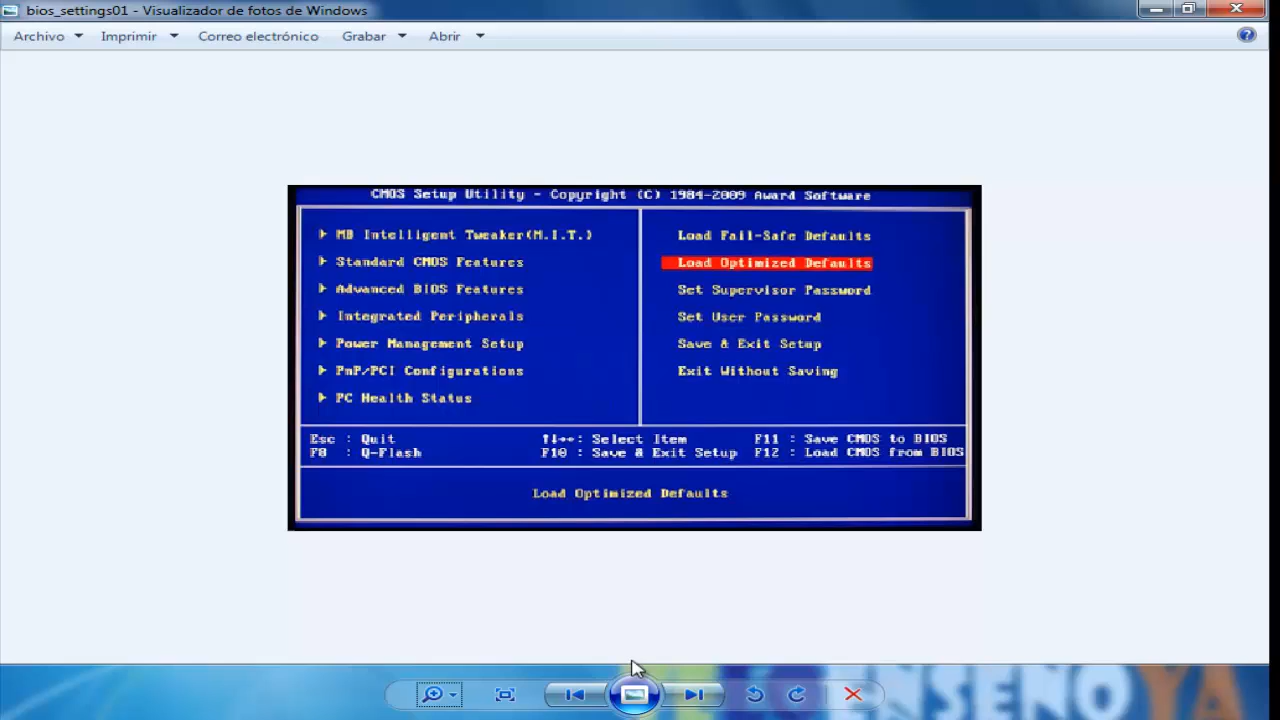 bios_settings01 - Visualizador de fotos de Windows
Archivo Imprimir Correo electrónico Grabar Abrir
CMOS Setup Utility - Copyright (C) 1984-2009 Award Software
MB Intelligent Tweaker(M.I.T.)
Standard CMOS Features
Advanced BIOS Features
Integrated Peripherals
Power Management Setup
PnP/PCI Configurations
PC Health Status
Load Fail-Safe Defaults
Load Optimized Defaults
Set Supervisor Password
Set User Password
Save & Exit Setup
Exit Without Saving
Esc : Quit ↑↓→←: Select Item F11 : Save CMOS to BIOS
F8 : Q-Flash F10 : Save & Exit Setup F12 : Load CMOS from BIOS
Load Optimized Defaults
ENSEÑO YA